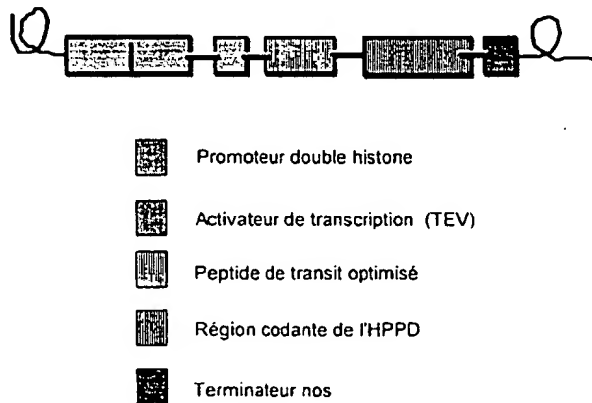 Promoteur double histone
Activateur de transcription (TEV)
Peptide de transit optimisé
Région codante de l'HPPD
Terminateur nos